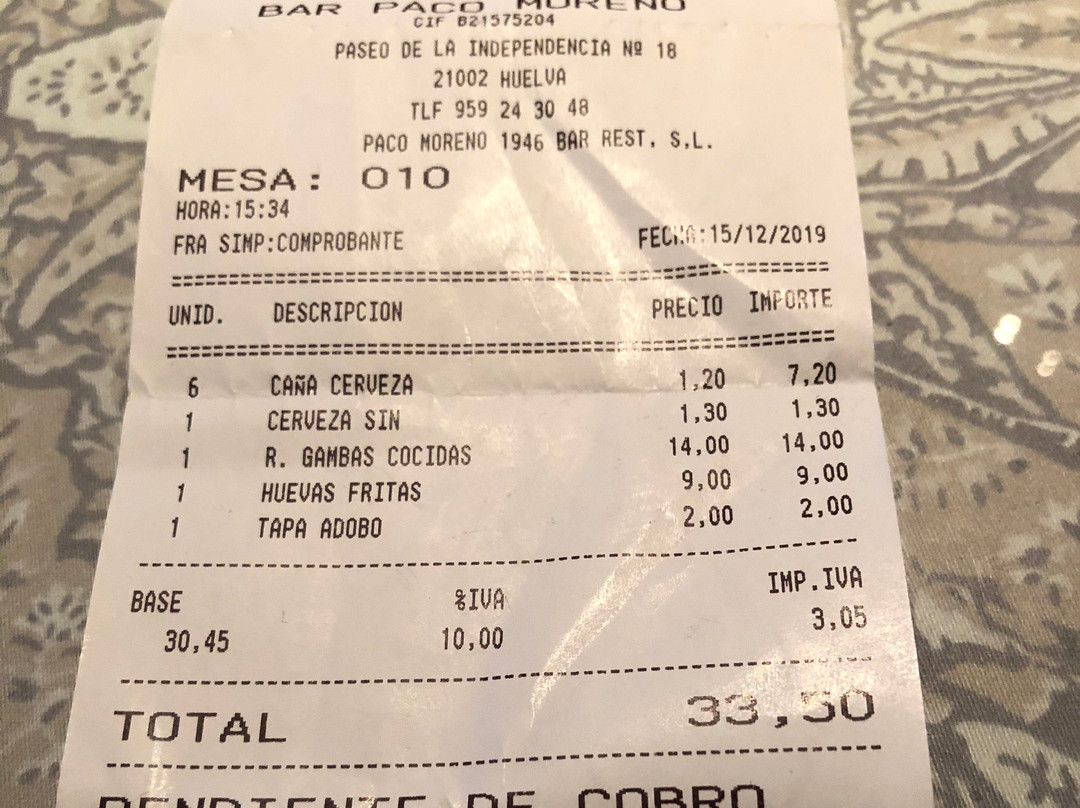 BAR PACO MORENO
CIF B21575204
PASEO DE LA INDEPENDENCIA Nº 18
21002 HUELVA
TLF 959 24 30 48
PACO MORENO 1946 BAR REST, S,L.
MESA: 010
HORA:15:34
FRA SIMP:COMPROBANTE FECHA:15/12/2019
UNID. DESCRIPCION PRECIO IMPORTE
6 CAÑA CERVEZA 1,20 7,20
1 CERVEZA SIN 1,30 1,30
1 R. GAMBAS COCIDAS 14,00 14,00
1 HUEVAS FRITAS 9,00 9,00
1 TAPA ADOBO 2,00 2,00
BASE %IVA IMP.IVA
30,45 10,00 3,05
TOTAL 33,50
PENDIENTE DE COBRO